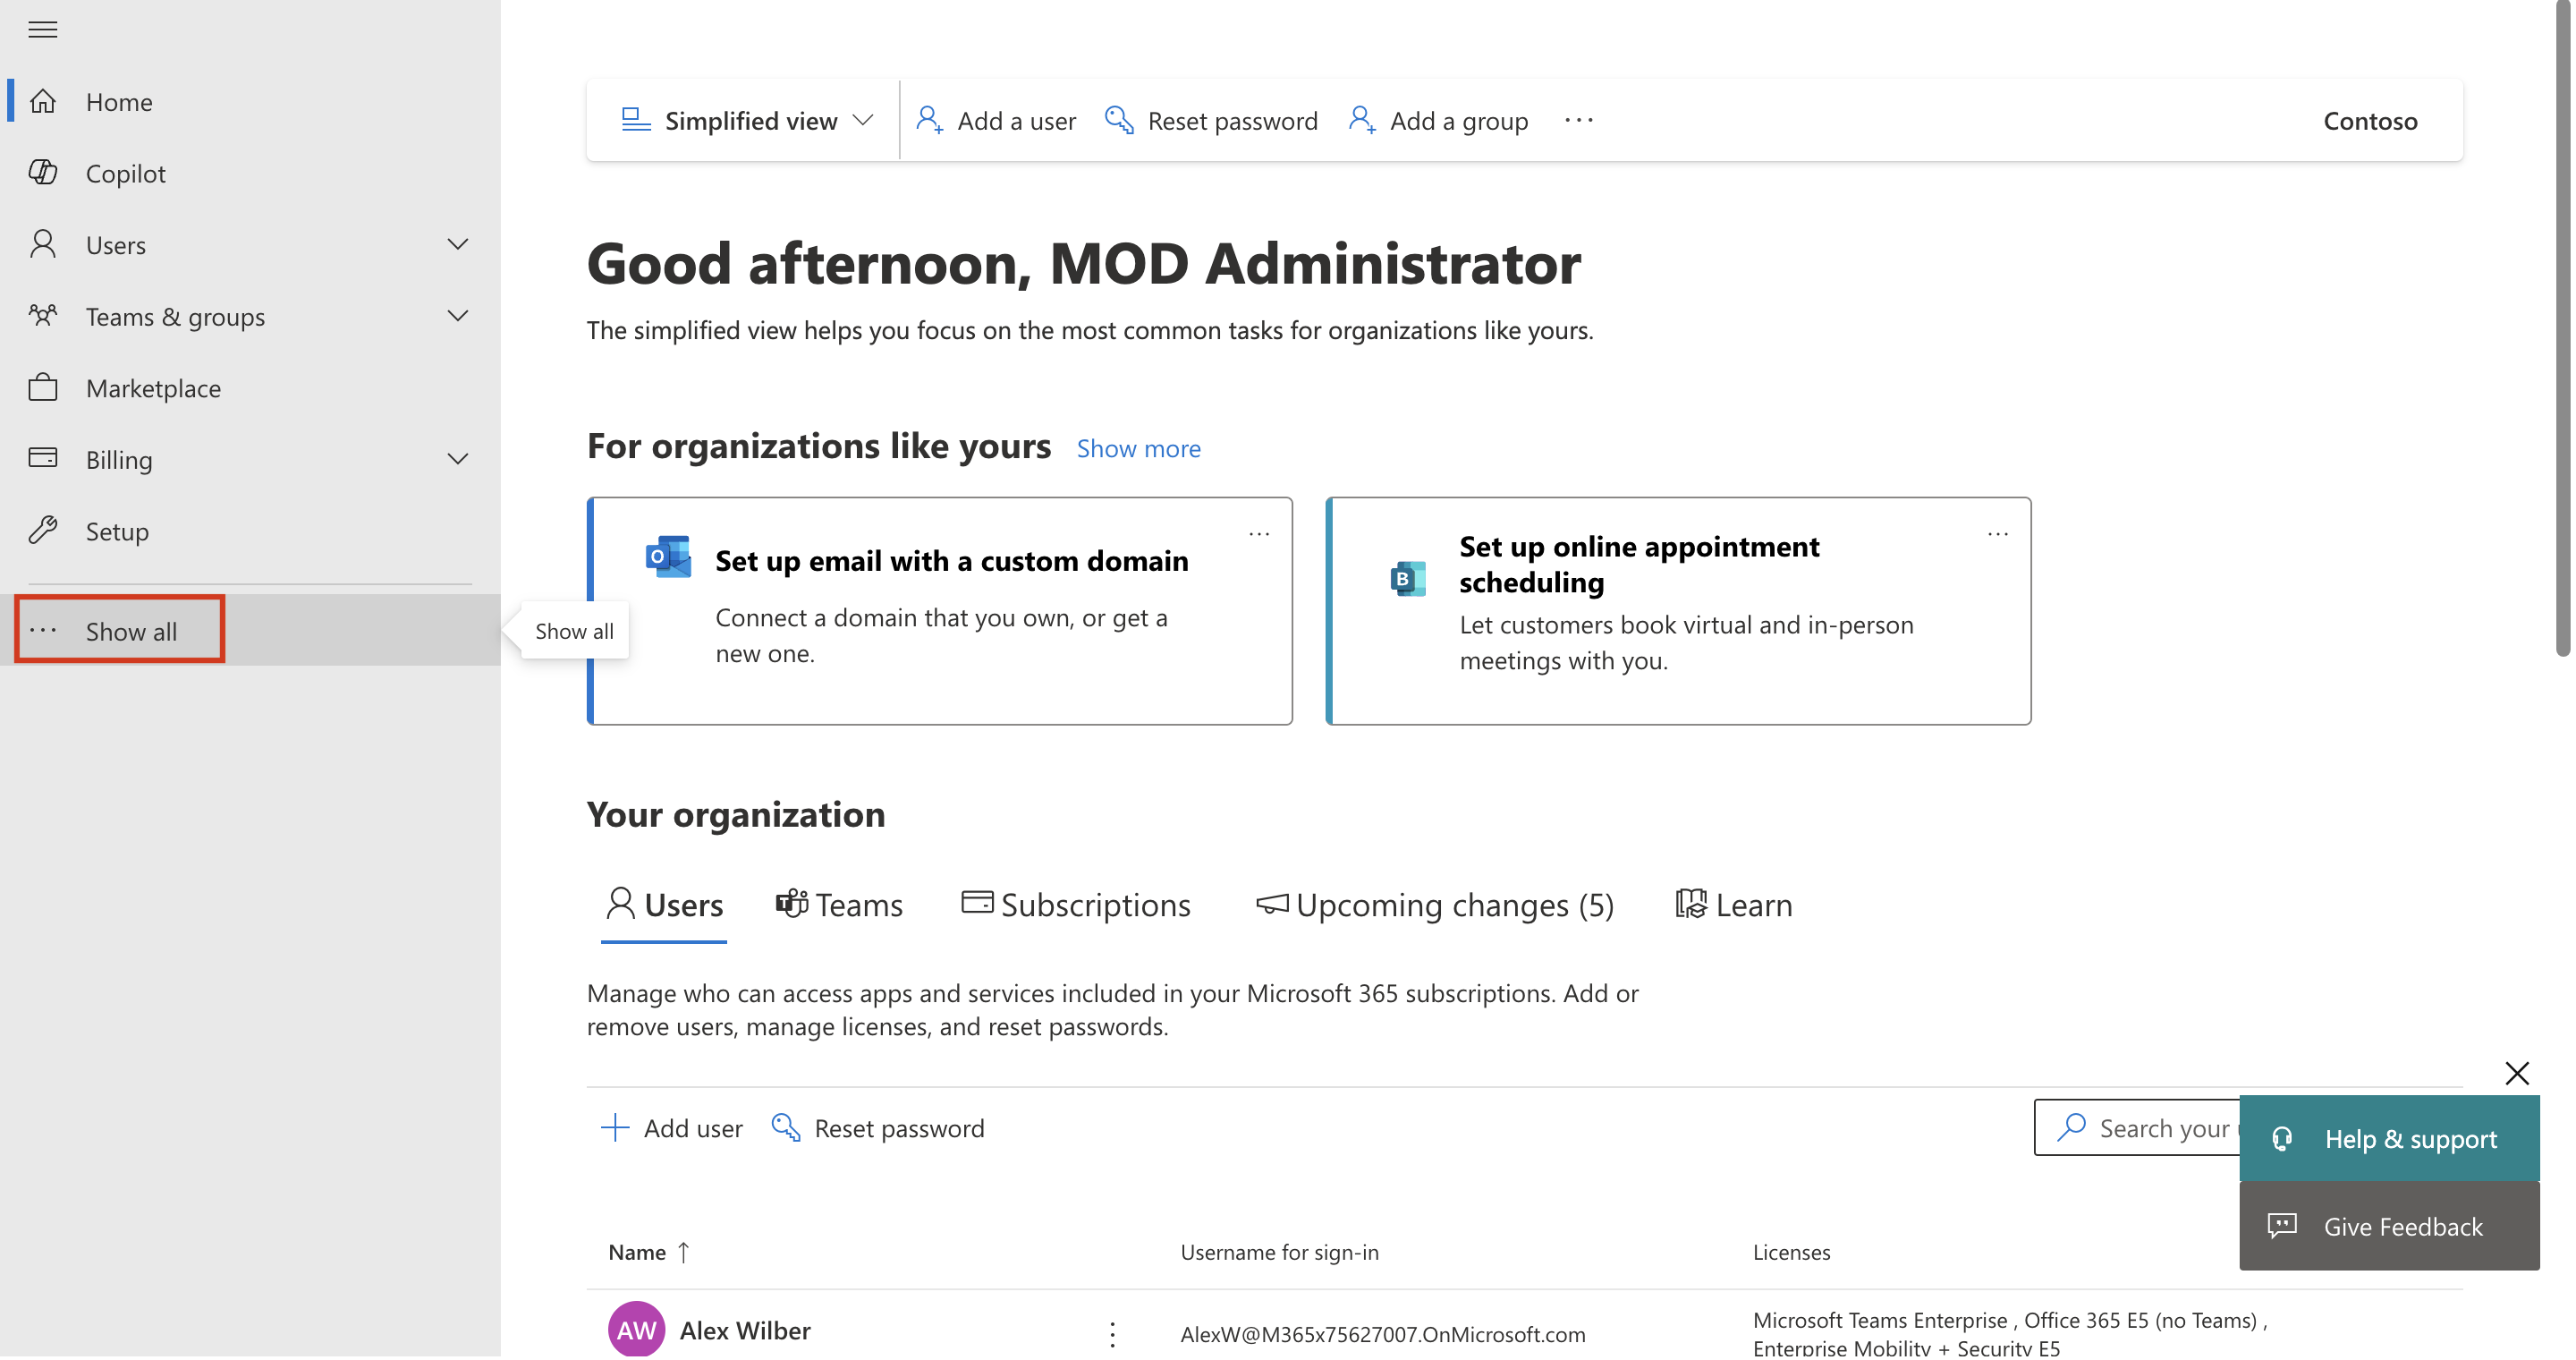 Home
Copilot
Users
Teams & groups
Marketplace
Billing
Setup
Show all
Show all
Simplified view
Add a user
Reset password
Add a group
Contoso
Good afternoon, MOD Administrator
The simplified view helps you focus on the most common tasks for organizations like yours.
For organizations like yours
Show more
Set up email with a custom domain
Connect a domain that you own, or get a
new one.
Set up online appointment
scheduling
Let customers book virtual and in-person
meetings with you.
Your organization
Users
Teams
Subscriptions
Upcoming changes (5)
Learn
Manage who can access apps and services included in your Microsoft 365 subscriptions. Add or
remove users, manage licenses, and reset passwords.
Add user
Reset password
Search your
Help & support
Give Feedback
Name ↑
Username for sign-in
Licenses
AW
Alex Wilber
AlexW@M365x75627007.OnMicrosoft.com
Microsoft Teams Enterprise , Office 365 E5 (no Teams) ,
Enterprise Mobility + Security E5